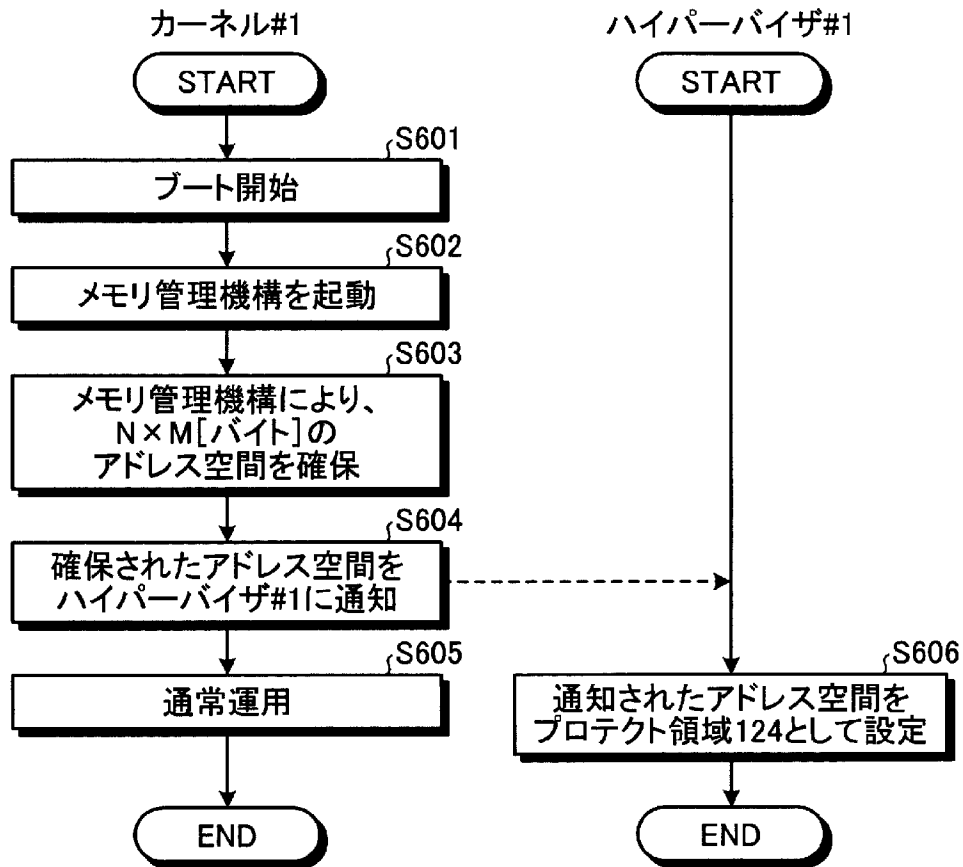 カーネル#1
START
S601
ブート開始
S602
メモリ管理機構を起動
S603
メモリ管理機構により、
N×M[バイト]の
アドレス空間を確保
S604
確保されたアドレス空間を
ハイパーバイザ#1に通知
S605
通常運用
END
ハイパーバイザ#1
START
S606
通知されたアドレス空間を
プロテクト領域124として設定
END